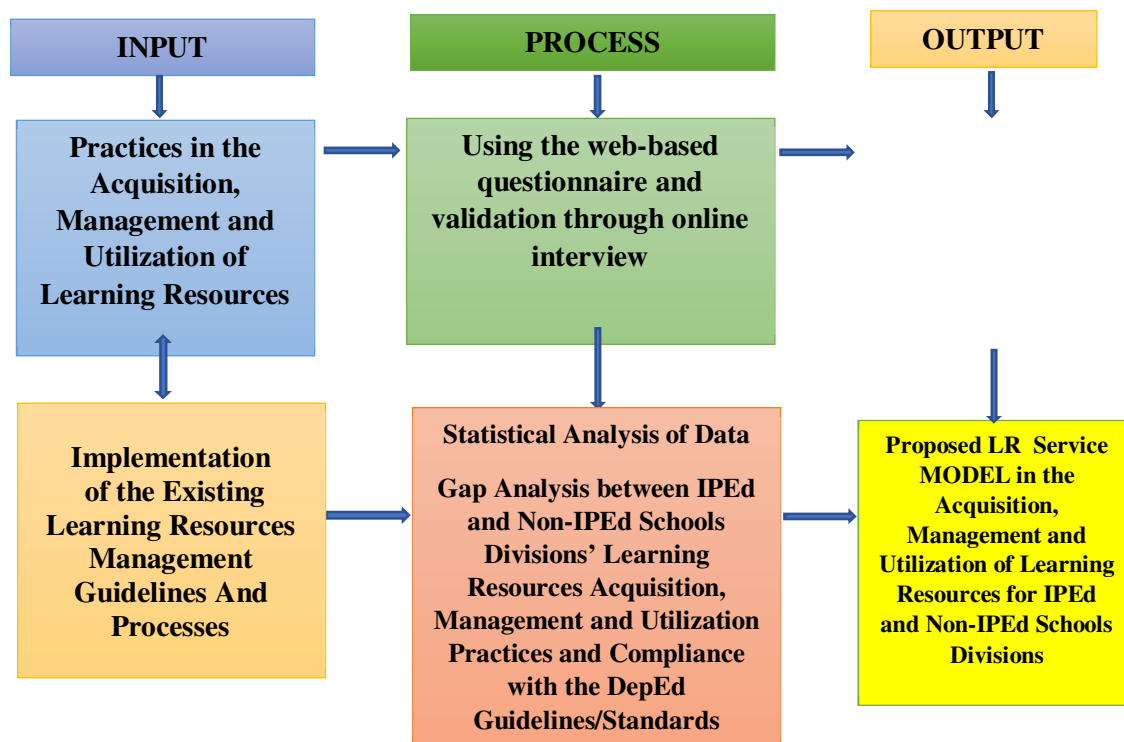 INPUT
PROCESS
OUTPUT
Practices in the
Acquisition,
Management and
Utilization of
Learning Resources
Using the web-based
questionnaire and
validation through online
interview
Implementation
of the Existing
Learning Resources
Management
Guidelines And
Processes
Statistical Analysis of Data
Gap Analysis between IPEd
and Non-IPEd Schools
Divisions’ Learning
Resources Acquisition,
Management and Utilization
Practices and Compliance
with the DepEd
Guidelines/Standards
Proposed LR Service
MODEL in the
Acquisition,
Management and
Utilization of Learning
Resources for IPEd
and Non-IPEd Schools
Divisions